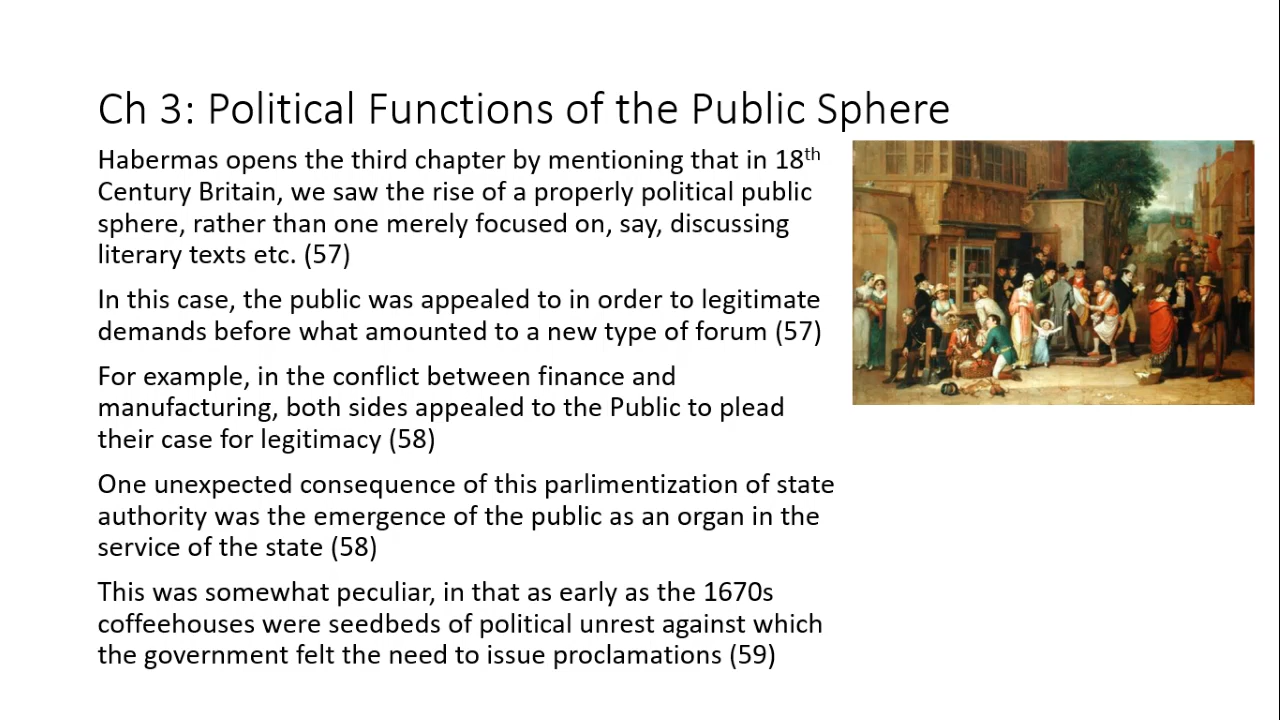 Ch 3: Political Functions of the Public Sphere
Habermas opens the third chapter by mentioning that in 18th
Century Britain, we saw the rise of a properly political public
sphere, rather than one merely focused on, say, discussing
literary texts etc. (57)
In this case, the public was appealed to in order to legitimate
demands before what amounted to a new type of forum (57)
For example, in the conflict between finance and
manufacturing, both sides appealed to the Public to plead
their case for legitimacy (58)
One unexpected consequence of this parlimentization of state
authority was the emergence of the public as an organ in the
service of the state (58)
This was somewhat peculiar, in that as early as the 1670s
coffeehouses were seedbeds of political unrest against which
the government felt the need to issue proclamations (59)